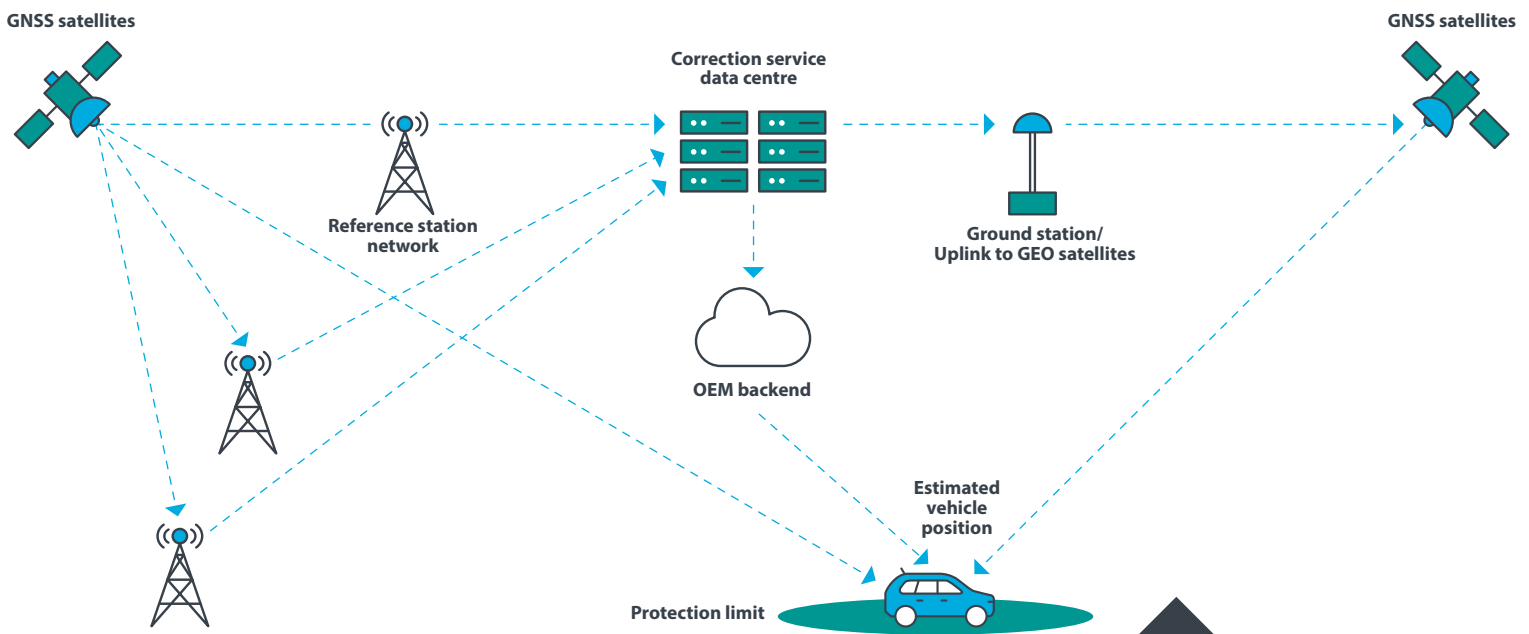 GNSS satellites
GNSS satellites
Correction service
data centre
Reference station
network
Ground station/
Uplink to GEO satellites
OEM backend
Estimated
vehicle
position
Protection limit